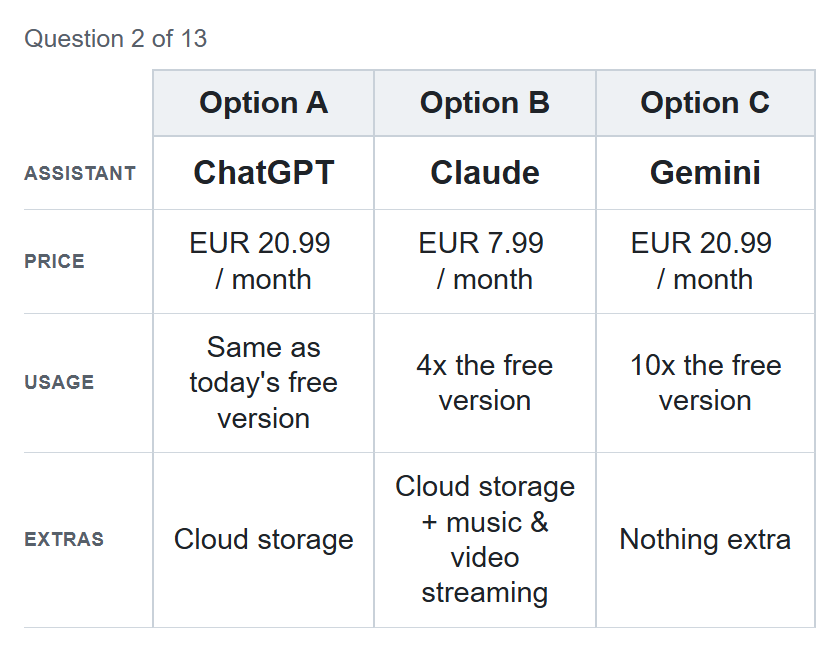 Question 2 of 13
Option A Option B Option C
ASSISTANT ChatGPT Claude Gemini
PRICE EUR 20.99 / month EUR 7.99 / month EUR 20.99 / month
USAGE Same as today's free version 4x the free version 10x the free version
EXTRAS Cloud storage Cloud storage + music & video streaming Nothing extra